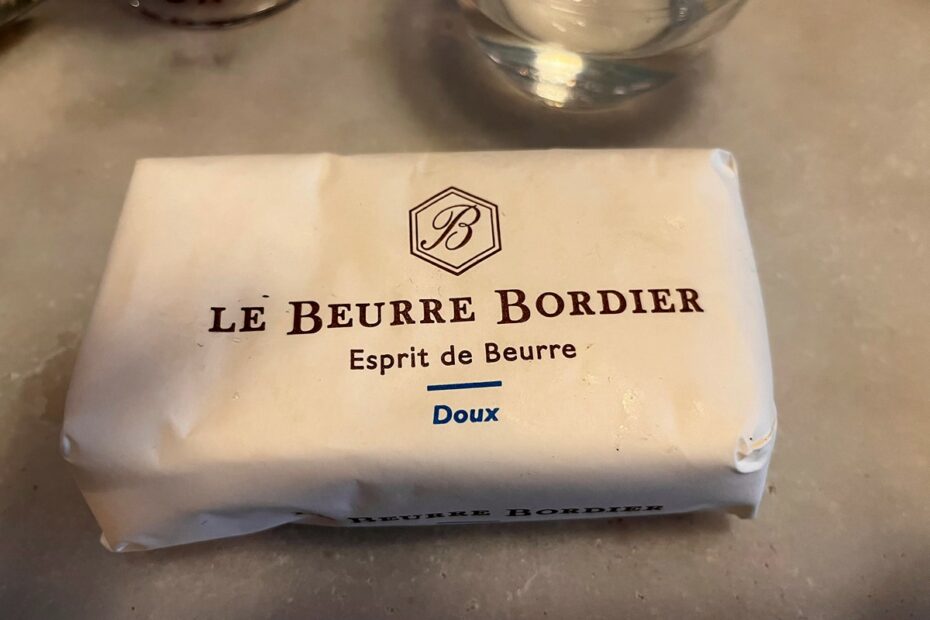 B
LE BEURRE BORDIER
Esprit de Beurre
Doux
BEURRE BORDIER